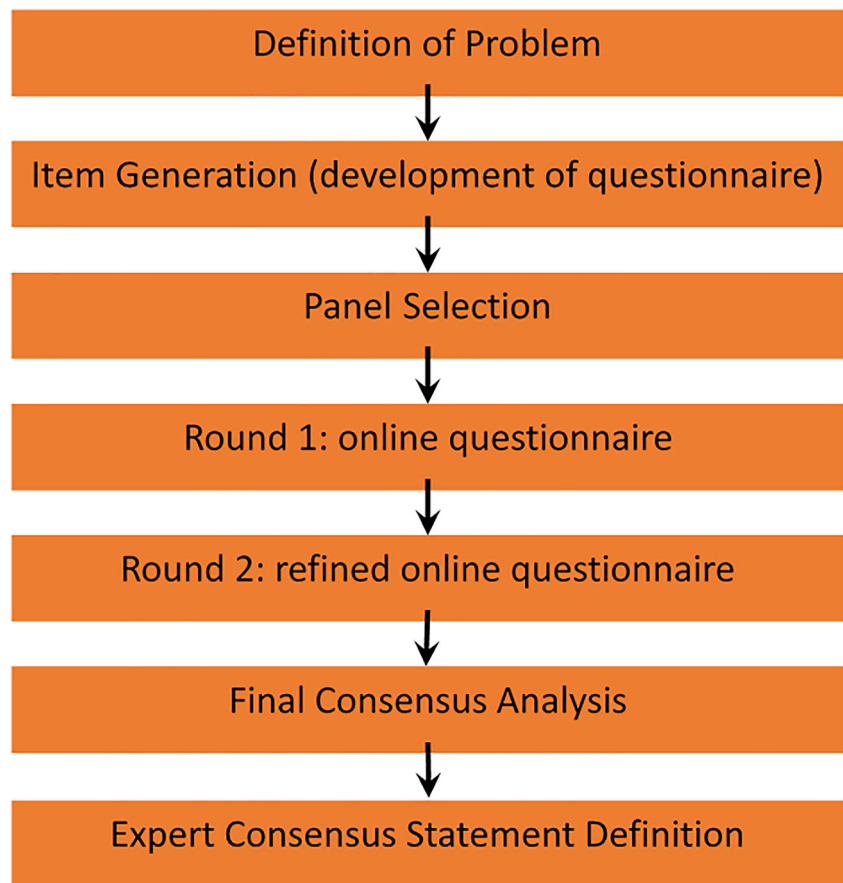 Definition of Problem
Item Generation (development of questionnaire)
Panel Selection
Round 1: online questionnaire
Round 2: refined online questionnaire
Final Consensus Analysis
Expert Consensus Statement Definition